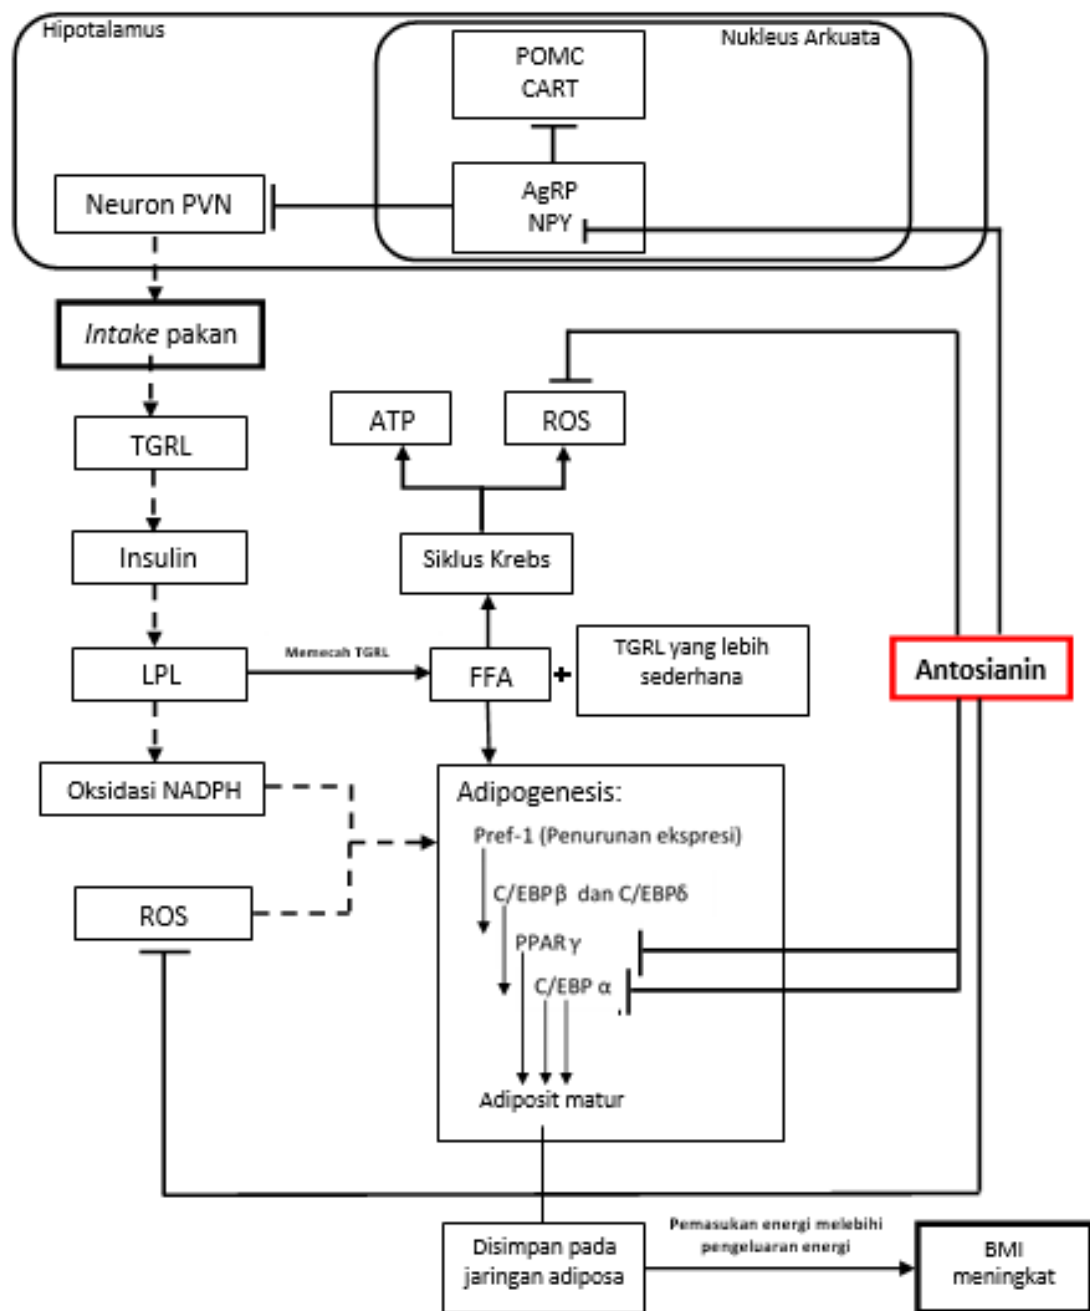 Hipotalamus
Nukleus Arkuata
POMC
CART
AgRP
NPY
Neuron PVN
Intake pakan
ATP
ROS
TGRL
Insulin
Siklus Krebs
LPL
Memecah TGRL
FFA
+
TGRL yang lebih
sederhana
Antosianin
Oksidasi NADPH
Adipogenesis:
Pref-1 (Penurunan ekspresi)
C/EBPβ dan C/EBPδ
PPAR γ
C/EBP α
Adiposit matur
ROS
Disimpan pada
jaringan adiposa
Pemasukan energi melebihi
pengeluaran energi
BMI
meningkat